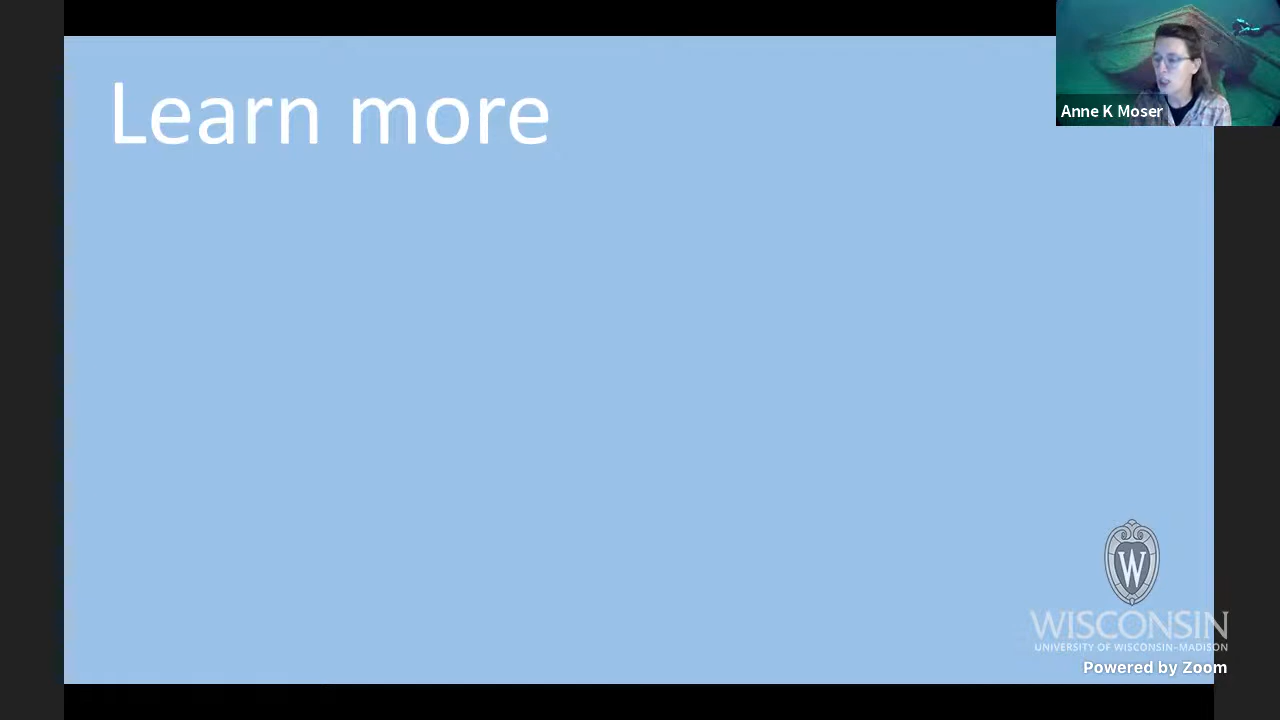 Learn more
Anne K Moser
W
WISCONSIN
UNIVERSITY OF WISCONSIN–MADISON
Powered by Zoom